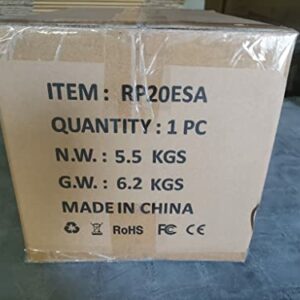 ITEM : RP20ESA
QUANTITY : 1 PC
N.W. : 5.5 KGS
G.W. : 6.2 KGS
MADE IN CHINA
RoHS FC CE